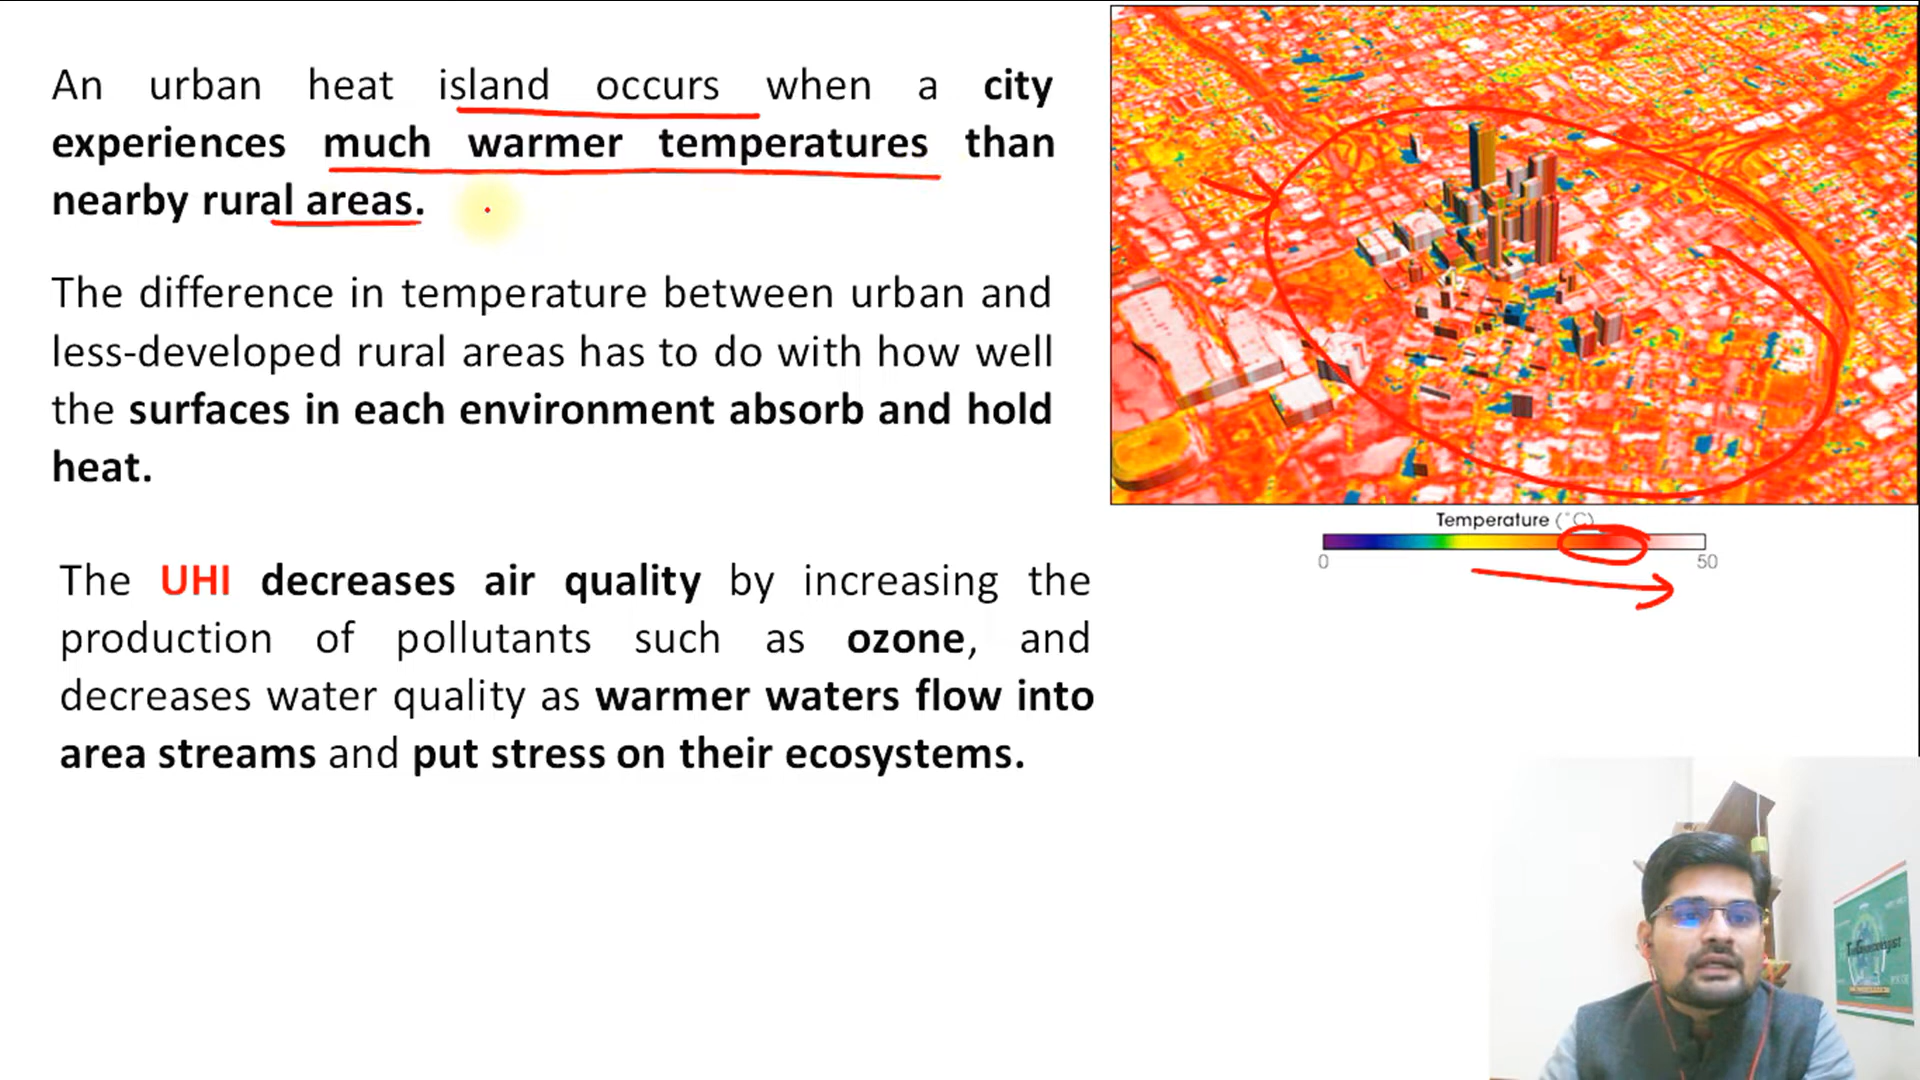 An urban heat island occurs when a city
experiences much warmer temperatures than
nearby rural areas.
The difference in temperature between urban and
less-developed rural areas has to do with how well
the surfaces in each environment absorb and hold
heat.
The UHI decreases air quality by increasing the
production of pollutants such as ozone, and
decreases water quality as warmer waters flow into
area streams and put stress on their ecosystems.
Temperature (°C)
0 50